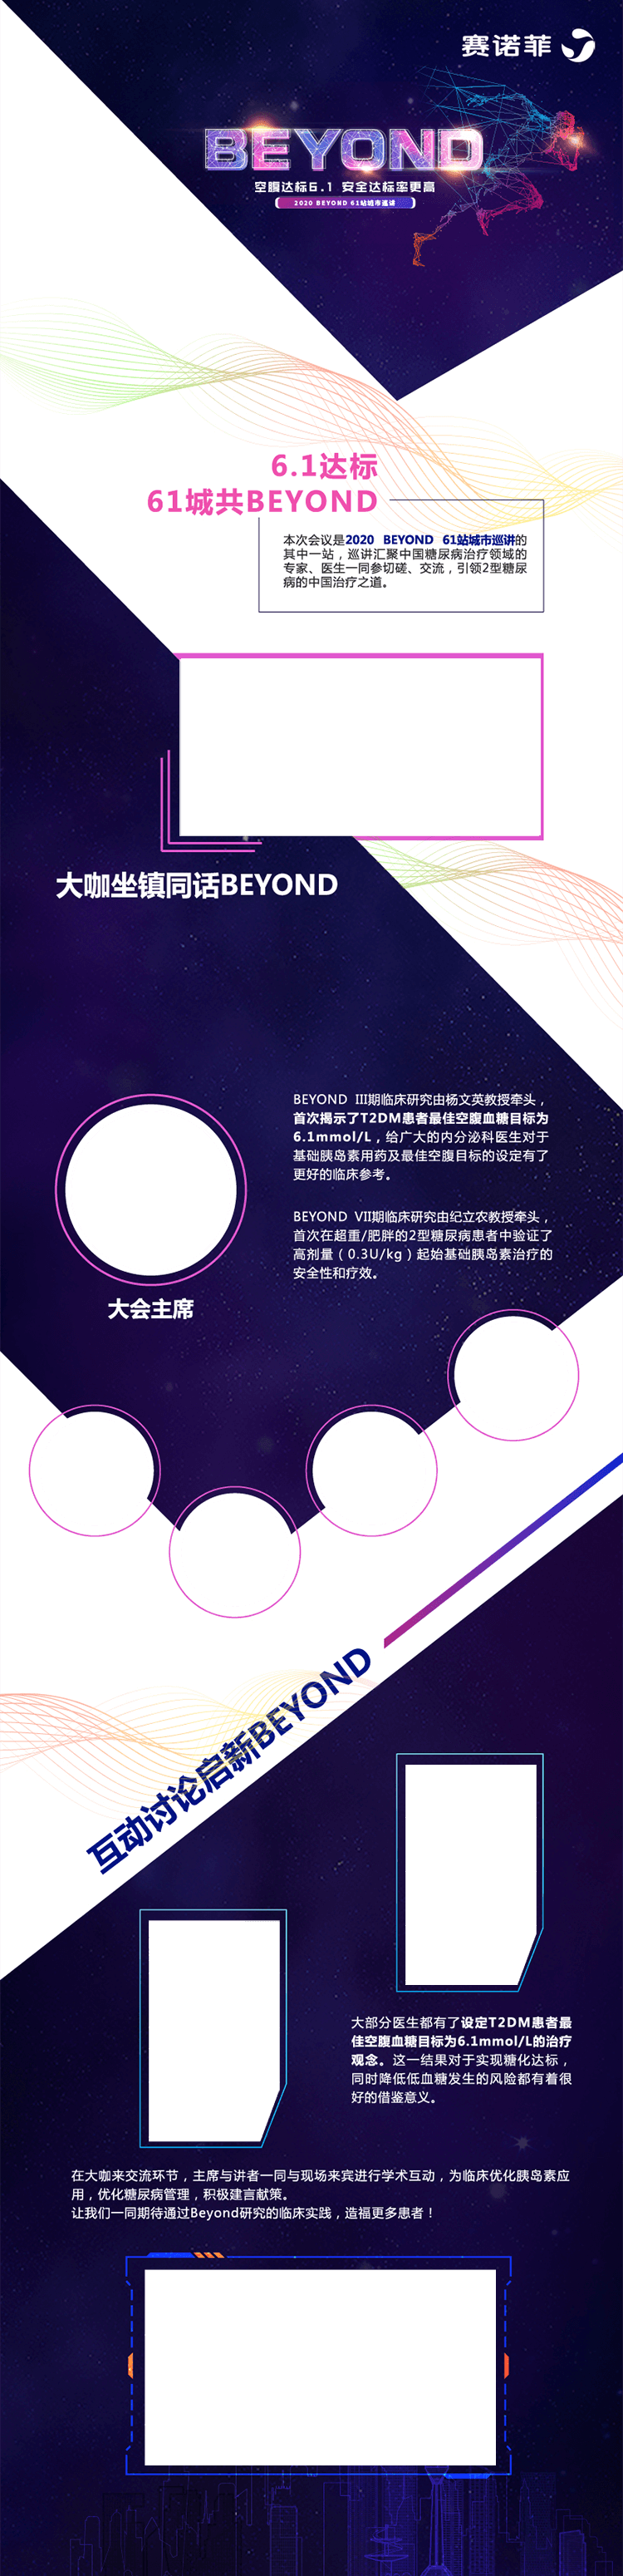 赛诺菲
BEYOND
空腹达标6.1 安全达标率更高
2020 BEYOND 61站城市巡讲
6.1达标
61城共BEYOND
本次会议是2020 BEYOND 61站城市巡讲的
其中一站，巡讲汇聚中国糖尿病治疗领域的
专家、医生一同参切磋、交流，引领2型糖尿
病的中国治疗之道。
大咖坐镇同话BEYOND
BEYOND III期临床研究由杨文英教授牵头，
首次揭示了T2DM患者最佳空腹血糖目标为
6.1mmol/L，给广大的内分泌科医生对于
基础胰岛素用药及最佳空腹目标的设定有了
更好的临床参考。
BEYOND VII期临床研究由纪立农教授牵头，
首次在超重/肥胖的2型糖尿病患者中验证了
高剂量（0.3U/kg）起始基础胰岛素治疗的
安全性和疗效。
大会主席
互动讨论启新BEYOND
大部分医生都有了设定T2DM患者最
佳空腹血糖目标为6.1mmol/L的治疗
观念。这一结果对于实现糖化达标，
同时降低低血糖发生的风险都有着很
好的借鉴意义。
在大咖来交流环节，主席与讲者一同与现场来宾进行学术互动，为临床优化胰岛素应
用，优化糖尿病管理，积极建言献策。
让我们一同期待通过Beyond研究的临床实践，造福更多患者！